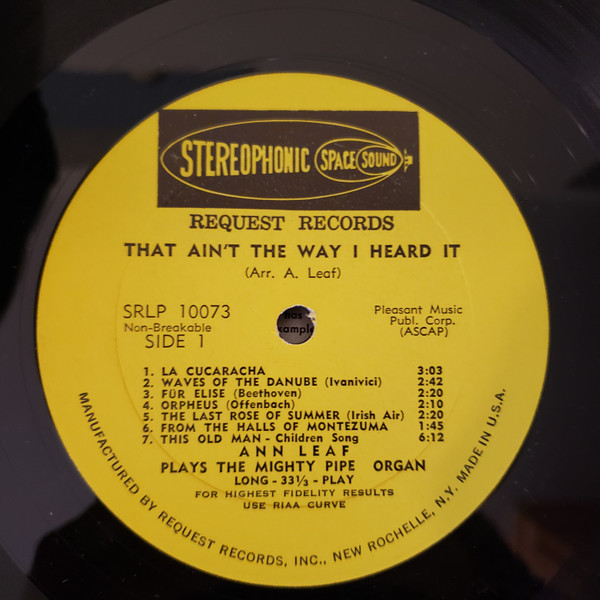 STEREOPHONIC SPACE SOUND
REQUEST RECORDS
THAT AIN'T THE WAY I HEARD IT
(Arr. A. Leaf)
SRLP 10073
Non-Breakable
SIDE 1
Pleasant Music
Publ. Corp.
(ASCAP)
has
xample
1. LA CUCARACHA 3:03
2. WAVES OF THE DANUBE (Ivanivici) 2:42
3. FÜR ELISE (Beethoven) 2:20
4. ORPHEUS (Offenbach) 2:10
5. THE LAST ROSE OF SUMMER (Irish Air) 2:20
6. FROM THE HALLS OF MONTEZUMA 1:45
7. THIS OLD MAN - Children Song 6:12
ANN LEAF
PLAYS THE MIGHTY PIPE ORGAN
LONG - 33⅓ - PLAY
FOR HIGHEST FIDELITY RESULTS
USE RIAA CURVE
MANUFACTURED BY REQUEST RECORDS, INC., NEW ROCHELLE, N.Y. MADE IN U.S.A.